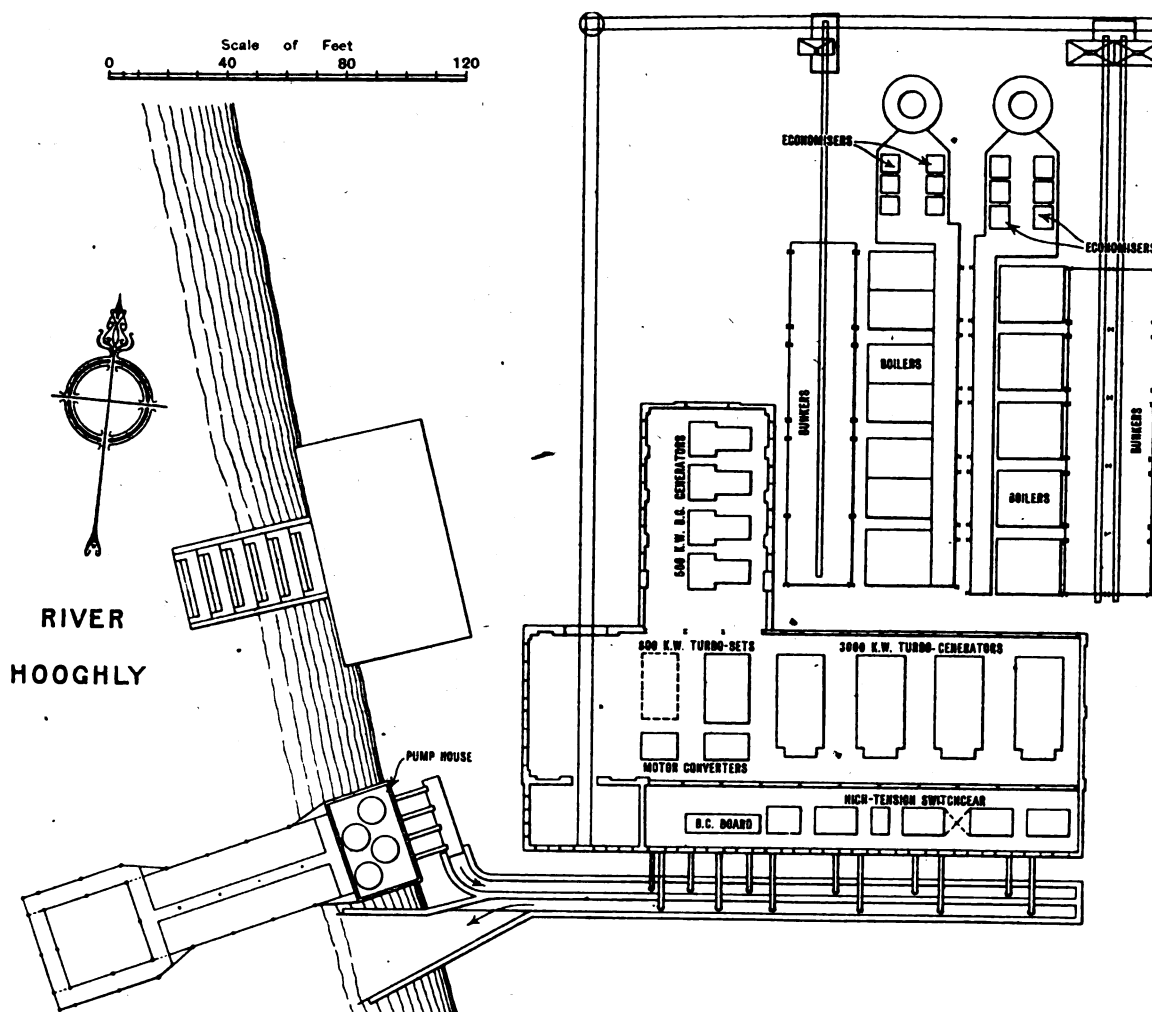 Scale of Feet
0 40 80 120
ECONOMISERS
ECONOMISERS
BUNKERS
BOILERS
BUNKERS
BOILERS
500 K.W. D.C. GENERATORS
RIVER
HOOGHLY
500 K.W. TURBO-SETS
3000 K.W. TURBO-GENERATORS
PUMP HOUSE
MOTOR CONVERTERS
HIGH-TENSION SWITCHGEAR
D.C. BOARD